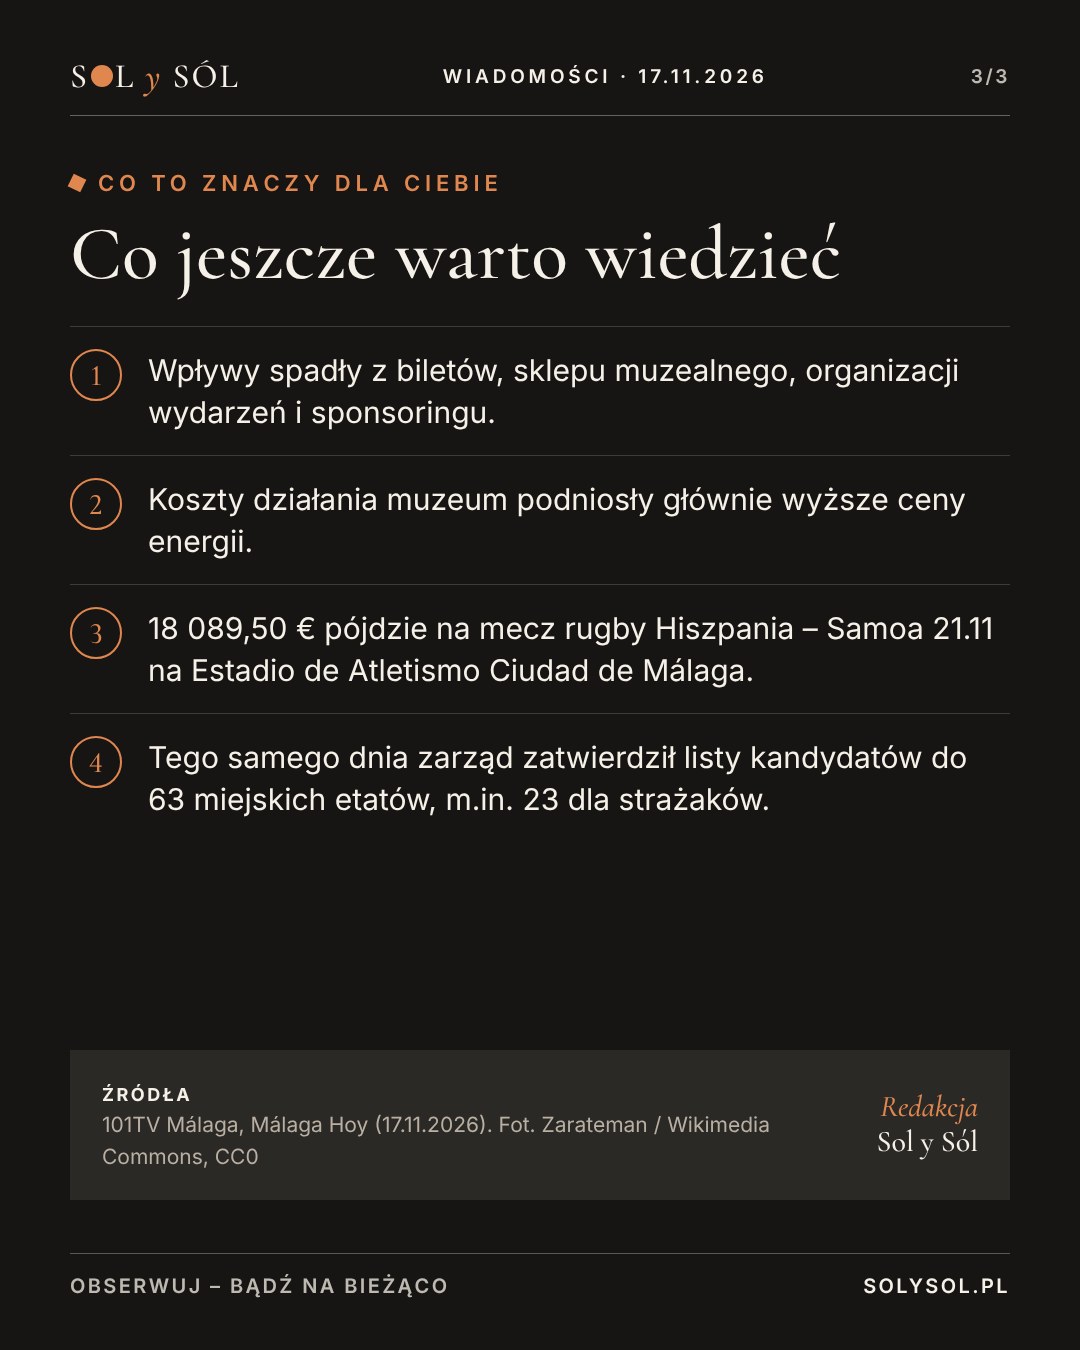 SOL y SÓL
WIADOMOŚCI · 17.11.2026
3/3
CO TO ZNACZY DLA CIEBIE
Co jeszcze warto wiedzieć
1
Wpływy spadły z biletów, sklepu muzealnego, organizacji
wydarzeń i sponsoringu.
2
Koszty działania muzeum podniosły głównie wyższe ceny
energii.
3
18 089,50 € pójdzie na mecz rugby Hiszpania – Samoa 21.11
na Estadio de Atletismo Ciudad de Málaga.
4
Tego samego dnia zarząd zatwierdził listy kandydatów do
63 miejskich etatów, m.in. 23 dla strażaków.
ŹRÓDŁA
101TV Málaga, Málaga Hoy (17.11.2026). Fot. Zarateman / Wikimedia
Commons, CC0
Redakcja
Sol y Sól
OBSERWUJ – BĄDŹ NA BIEŻĄCO
SOLYSOL.PL